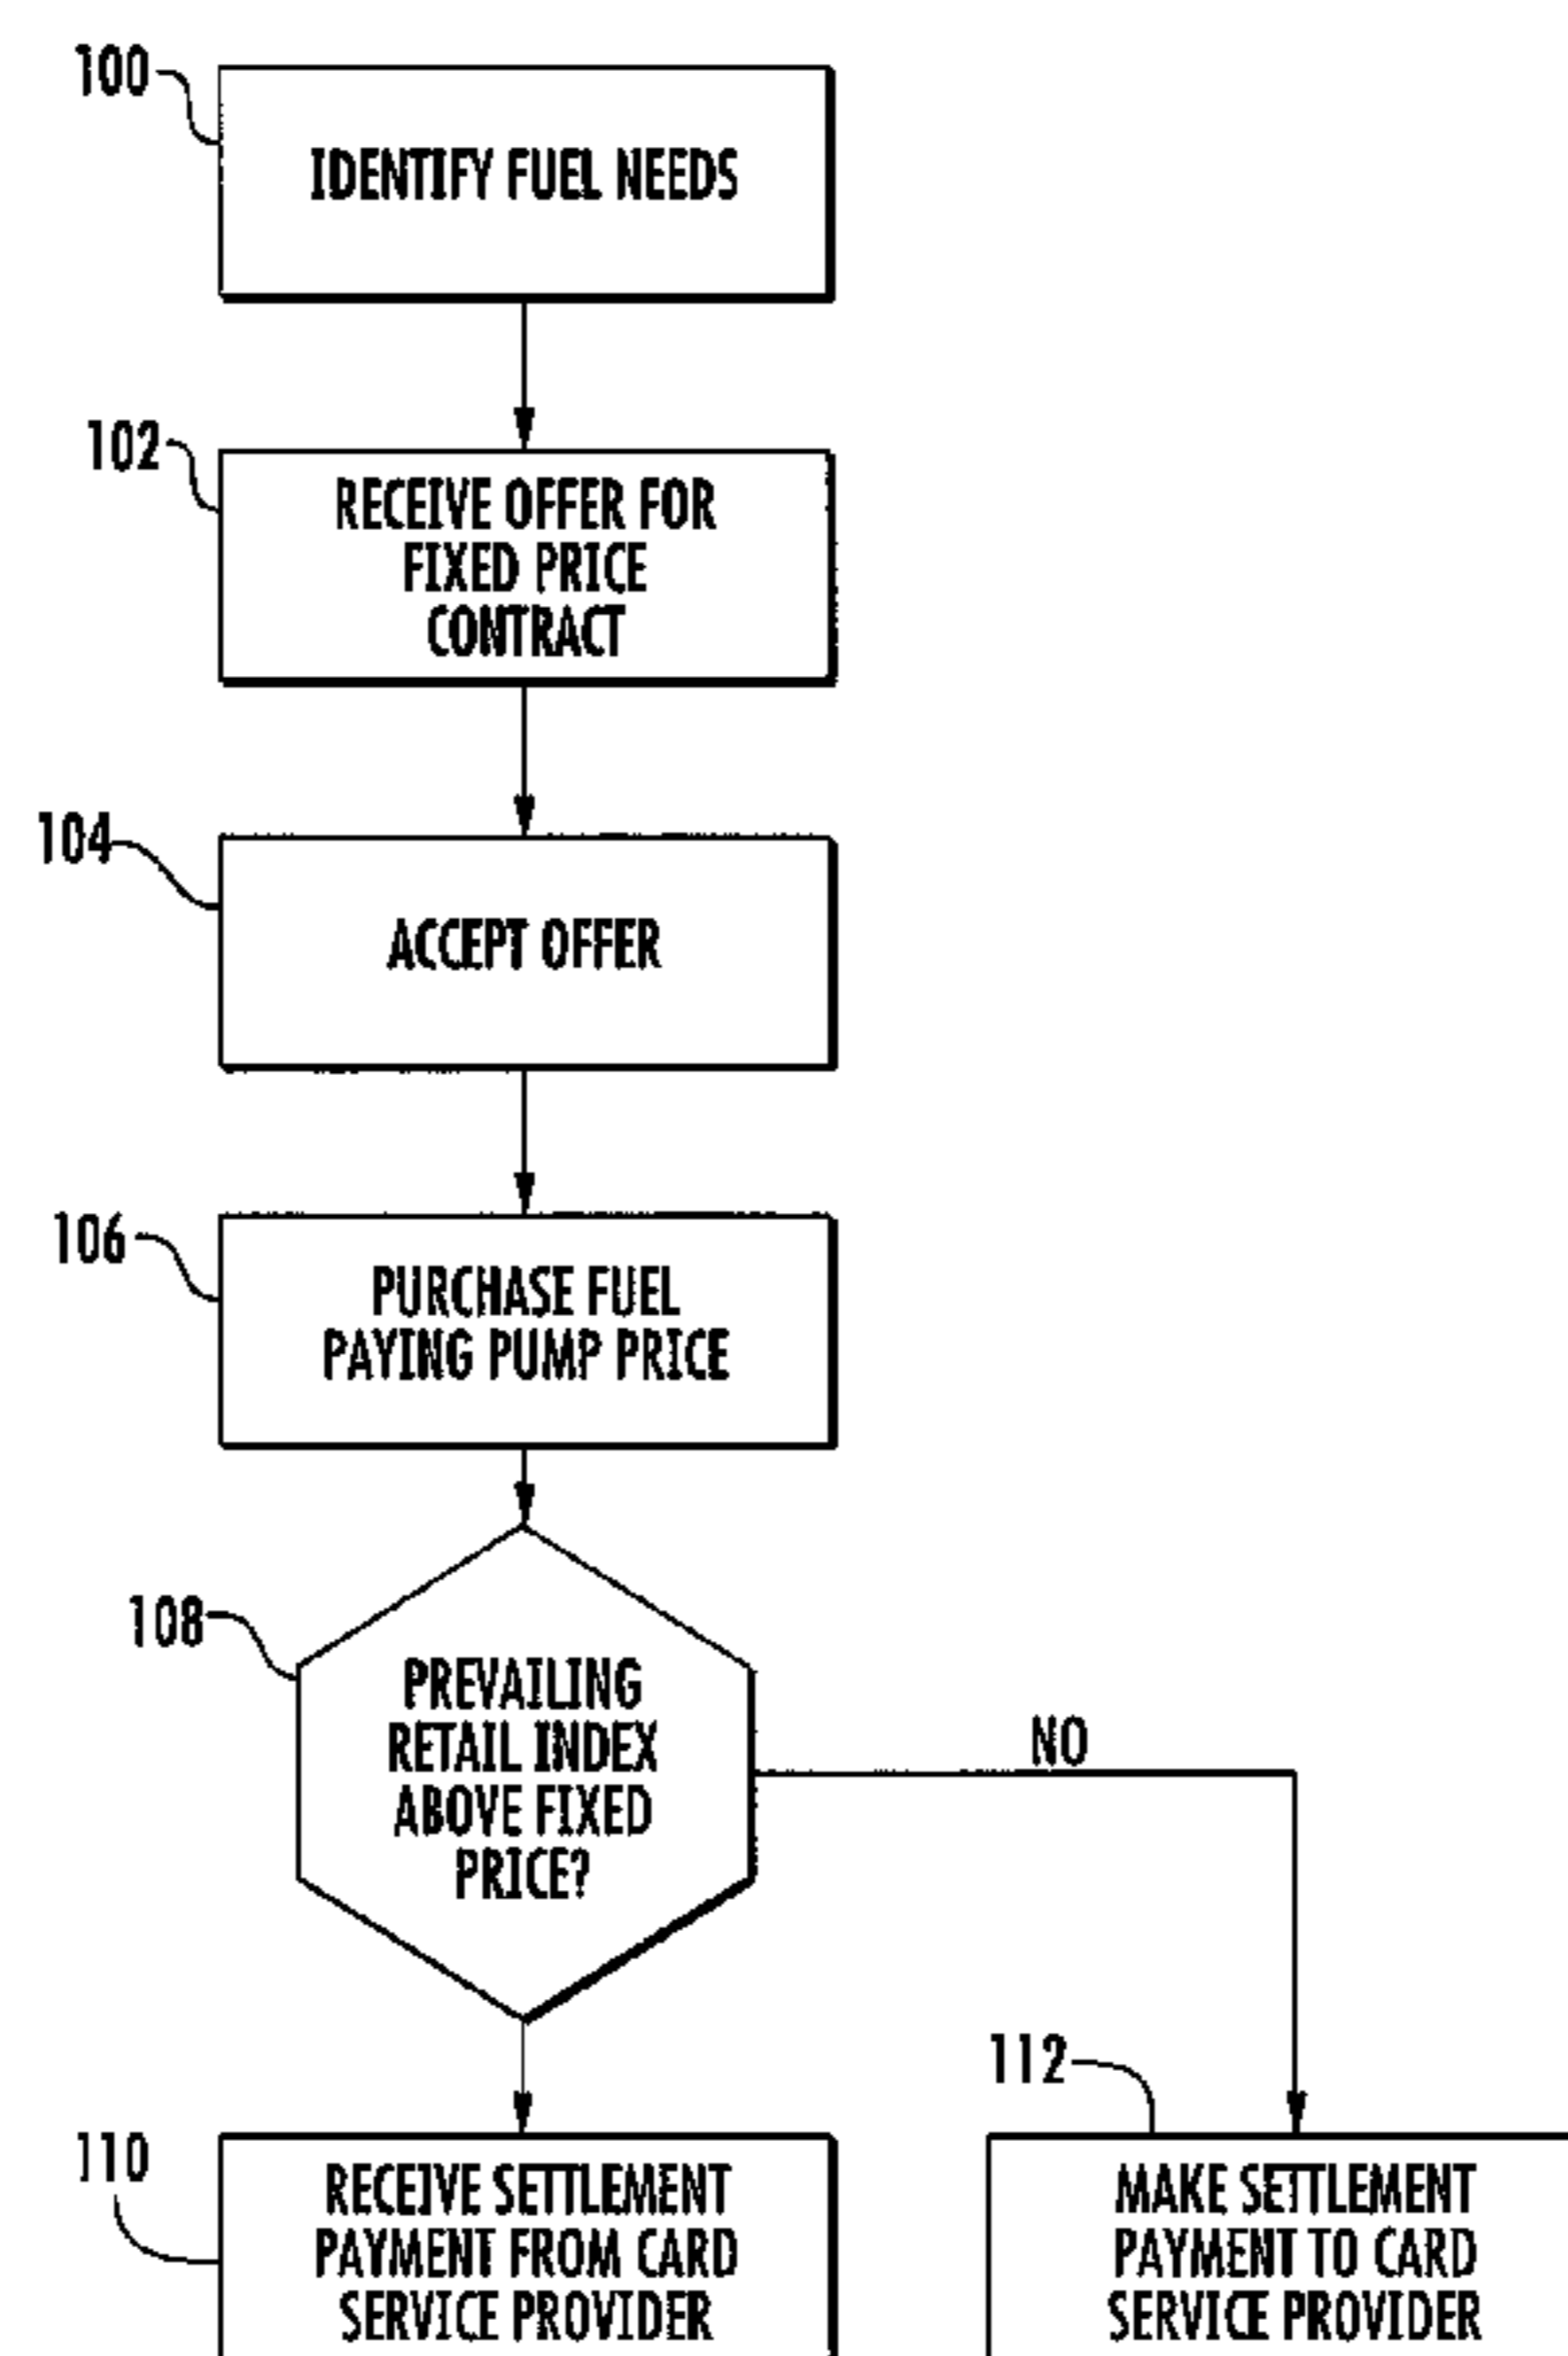 100
IDENTIFY FUEL NEEDS
102
RECEIVE OFFER FOR
FIXED PRICE
CONTRACT
104
ACCEPT OFFER
106
PURCHASE FUEL
PAYING PUMP PRICE
108
PREVAILING
RETAIL INDEX
ABOVE FIXED
PRICE?
NO
110
RECEIVE SETTLEMENT
PAYMENT FROM CARD
SERVICE PROVIDER
112
MAKE SETTLEMENT
PAYMENT TO CARD
SERVICE PROVIDER